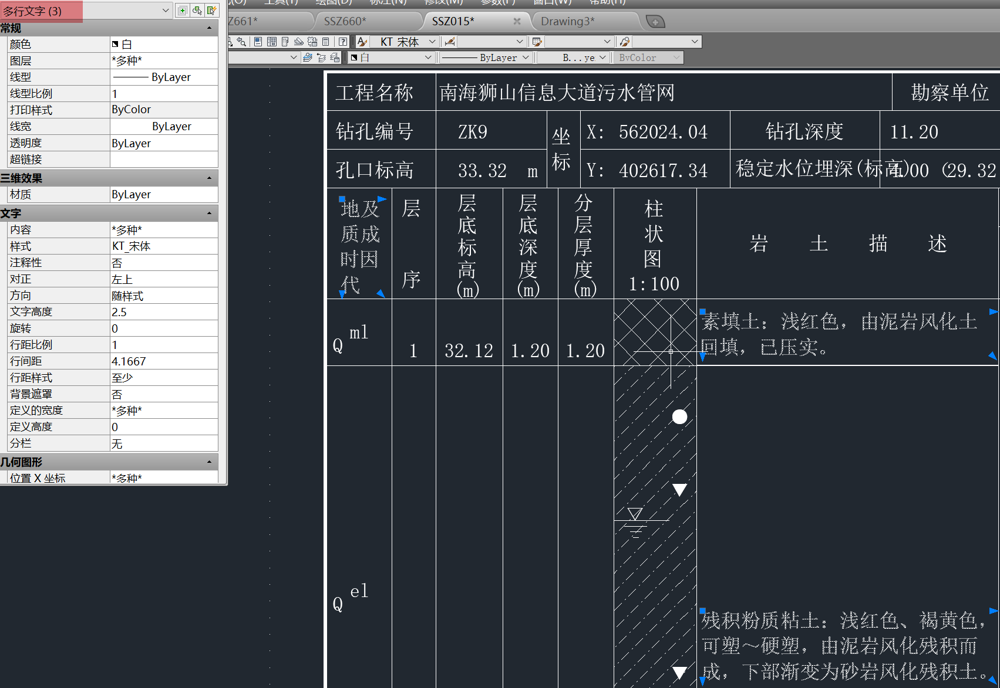 工具(T) 绘图(D) 标注(N) 修改(M) 参数(P) 窗口(W) 帮助(H)
Z661* SSZ660* SSZ015* Drawing3*
KT 宋体
白 ByLayer B...ye ByColor
多行文字 (3)
常规
颜色 白
图层 *多种*
线型 ByLayer
线型比例 1
打印样式 ByColor
线宽 ByLayer
透明度 ByLayer
超链接
三维效果
材质 ByLayer
文字
内容 *多种*
样式 KT_宋体
注释性 否
对正 左上
方向 随样式
文字高度 2.5
旋转 0
行距比例 1
行间距 4.1667
行距样式 至少
背景遮罩 否
定义的宽度 *多种*
定义高度 0
分栏 无
几何图形
位置 X 坐标 *多种*
工程名称 南海狮山信息大道污水管网 勘察单位
钻孔编号 ZK9 坐标 X: 562024.04 钻孔深度 11.20
孔口标高 33.32 m Y: 402617.34 稳定水位埋深(标高) 4.00 (29.32
地及
质成
时因
代
层序
层底标高(m)
层底深度(m)
分层厚度(m)
柱状图
1:100
岩 土 描 述
Q ml 1 32.12 1.20 1.20
素填土: 浅红色, 由泥岩风化土
回填, 已压实。
Q el
残积粉质粘土: 浅红色、褐黄色,
可塑～硬塑, 由泥岩风化残积而
成, 下部渐变为砂岩风化残积土。